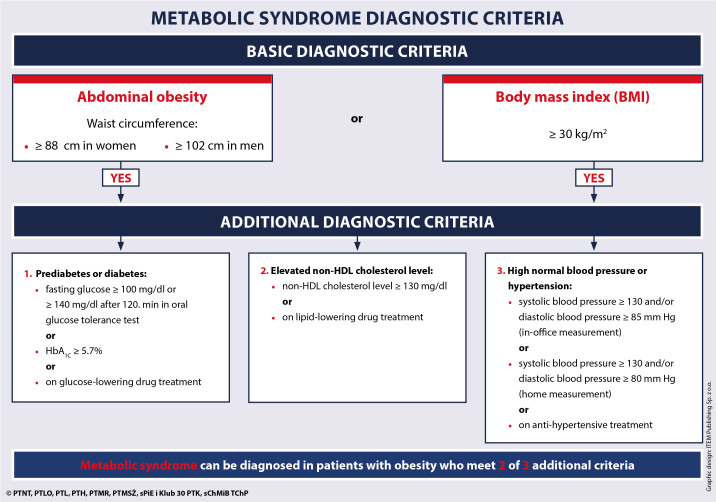 METABOLIC SYNDROME DIAGNOSTIC CRITERIA
BASIC DIAGNOSTIC CRITERIA
Abdominal obesity
Waist circumference:
• ≥ 88 cm in women • ≥ 102 cm in men
or
Body mass index (BMI)
≥ 30 kg/m²
YES
YES
ADDITIONAL DIAGNOSTIC CRITERIA
1. Prediabetes or diabetes:
• fasting glucose ≥ 100 mg/dl or
≥ 140 mg/dl after 120. min in oral
glucose tolerance test
or
• HbA1C ≥ 5.7%
or
• on glucose-lowering drug treatment
2. Elevated non-HDL cholesterol level:
• non-HDL cholesterol level ≥ 130 mg/dl
or
• on lipid-lowering drug treatment
3. High normal blood pressure or
hypertension:
• systolic blood pressure ≥ 130 and/or
diastolic blood pressure ≥ 85 mm Hg
(in-office measurement)
or
• systolic blood pressure ≥ 130 and/or
diastolic blood pressure ≥ 80 mm Hg
(home measurement)
or
• on anti-hypertensive treatment
Metabolic syndrome can be diagnosed in patients with obesity who meet 2 of 3 additional criteria
© PTNT, PTLO, PTL, PTH, PTMR, PTMSŻ, sPiE i Klub 30 PTK, sChMiB TChP
Graphic design: ITEM Publishing Sp. z o.o.